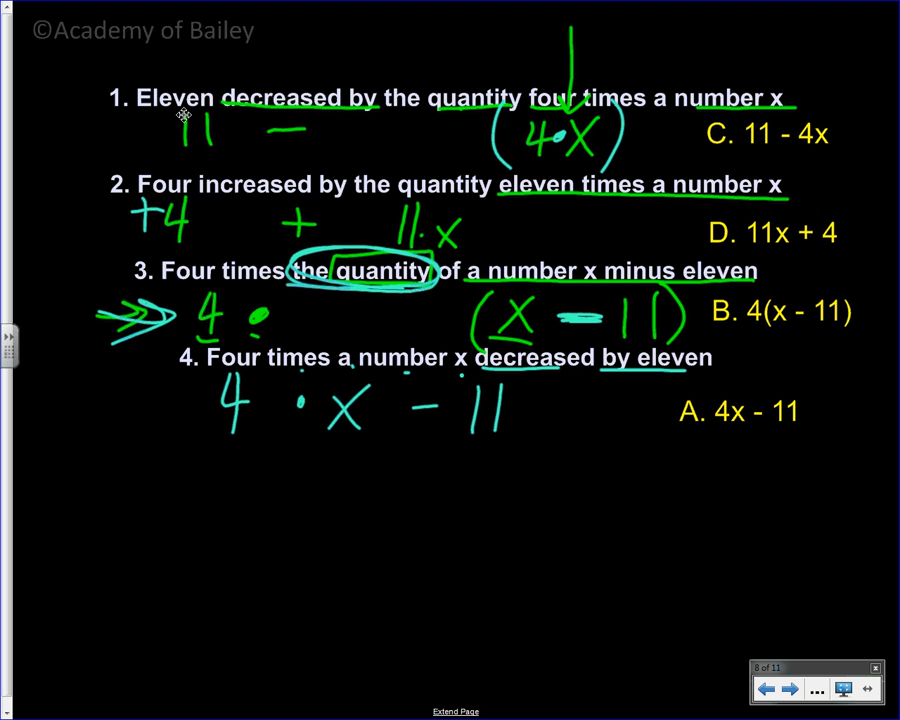 ©Academy of Bailey
1. Eleven decreased by the quantity four times a number x
11 − (4•X) C. 11 - 4x
2. Four increased by the quantity eleven times a number x
+4 + 11·x D. 11x + 4
3. Four times the quantity of a number x minus eleven
4 • (X − 11) B. 4(x - 11)
4. Four times a number x decreased by eleven
4 · x − 11 A. 4x - 11
8 of 11
...
Extend Page